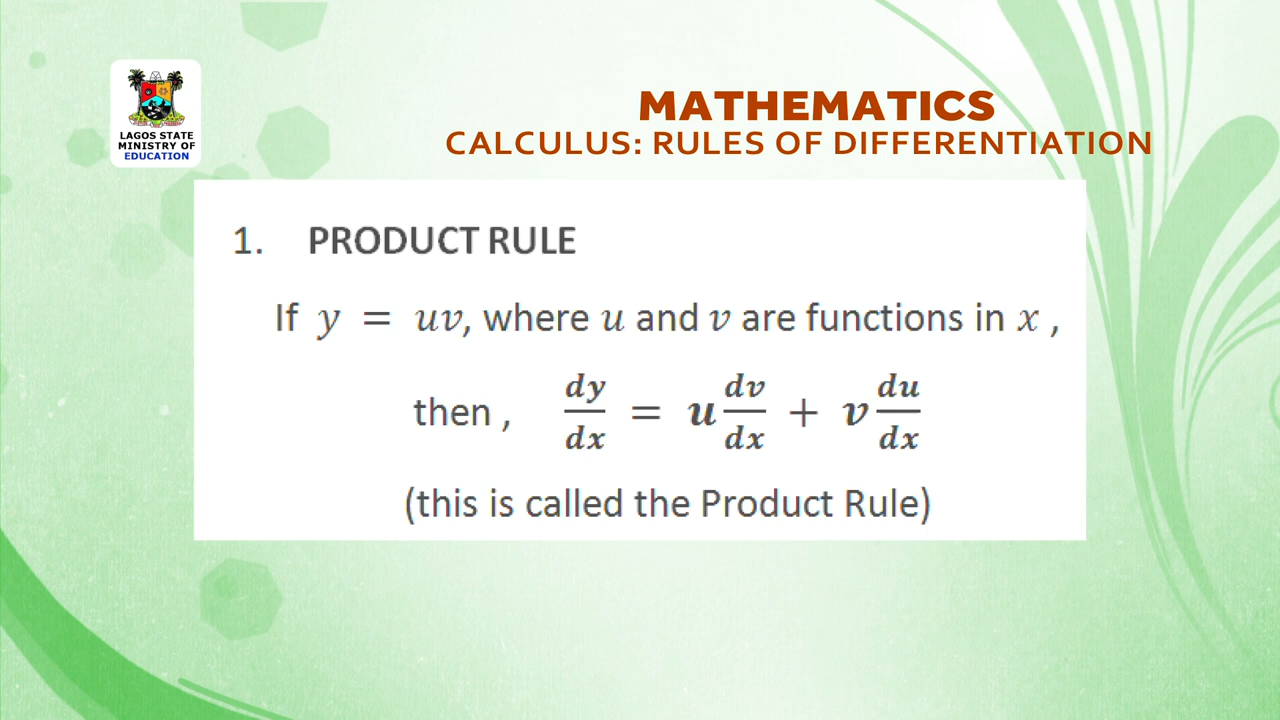 LAGOS STATE
MINISTRY OF
EDUCATION
MATHEMATICS
CALCULUS: RULES OF DIFFERENTIATION
1. PRODUCT RULE
If y = uv, where u and v are functions in x ,
then , dy/dx = u dv/dx + v du/dx
(this is called the Product Rule)